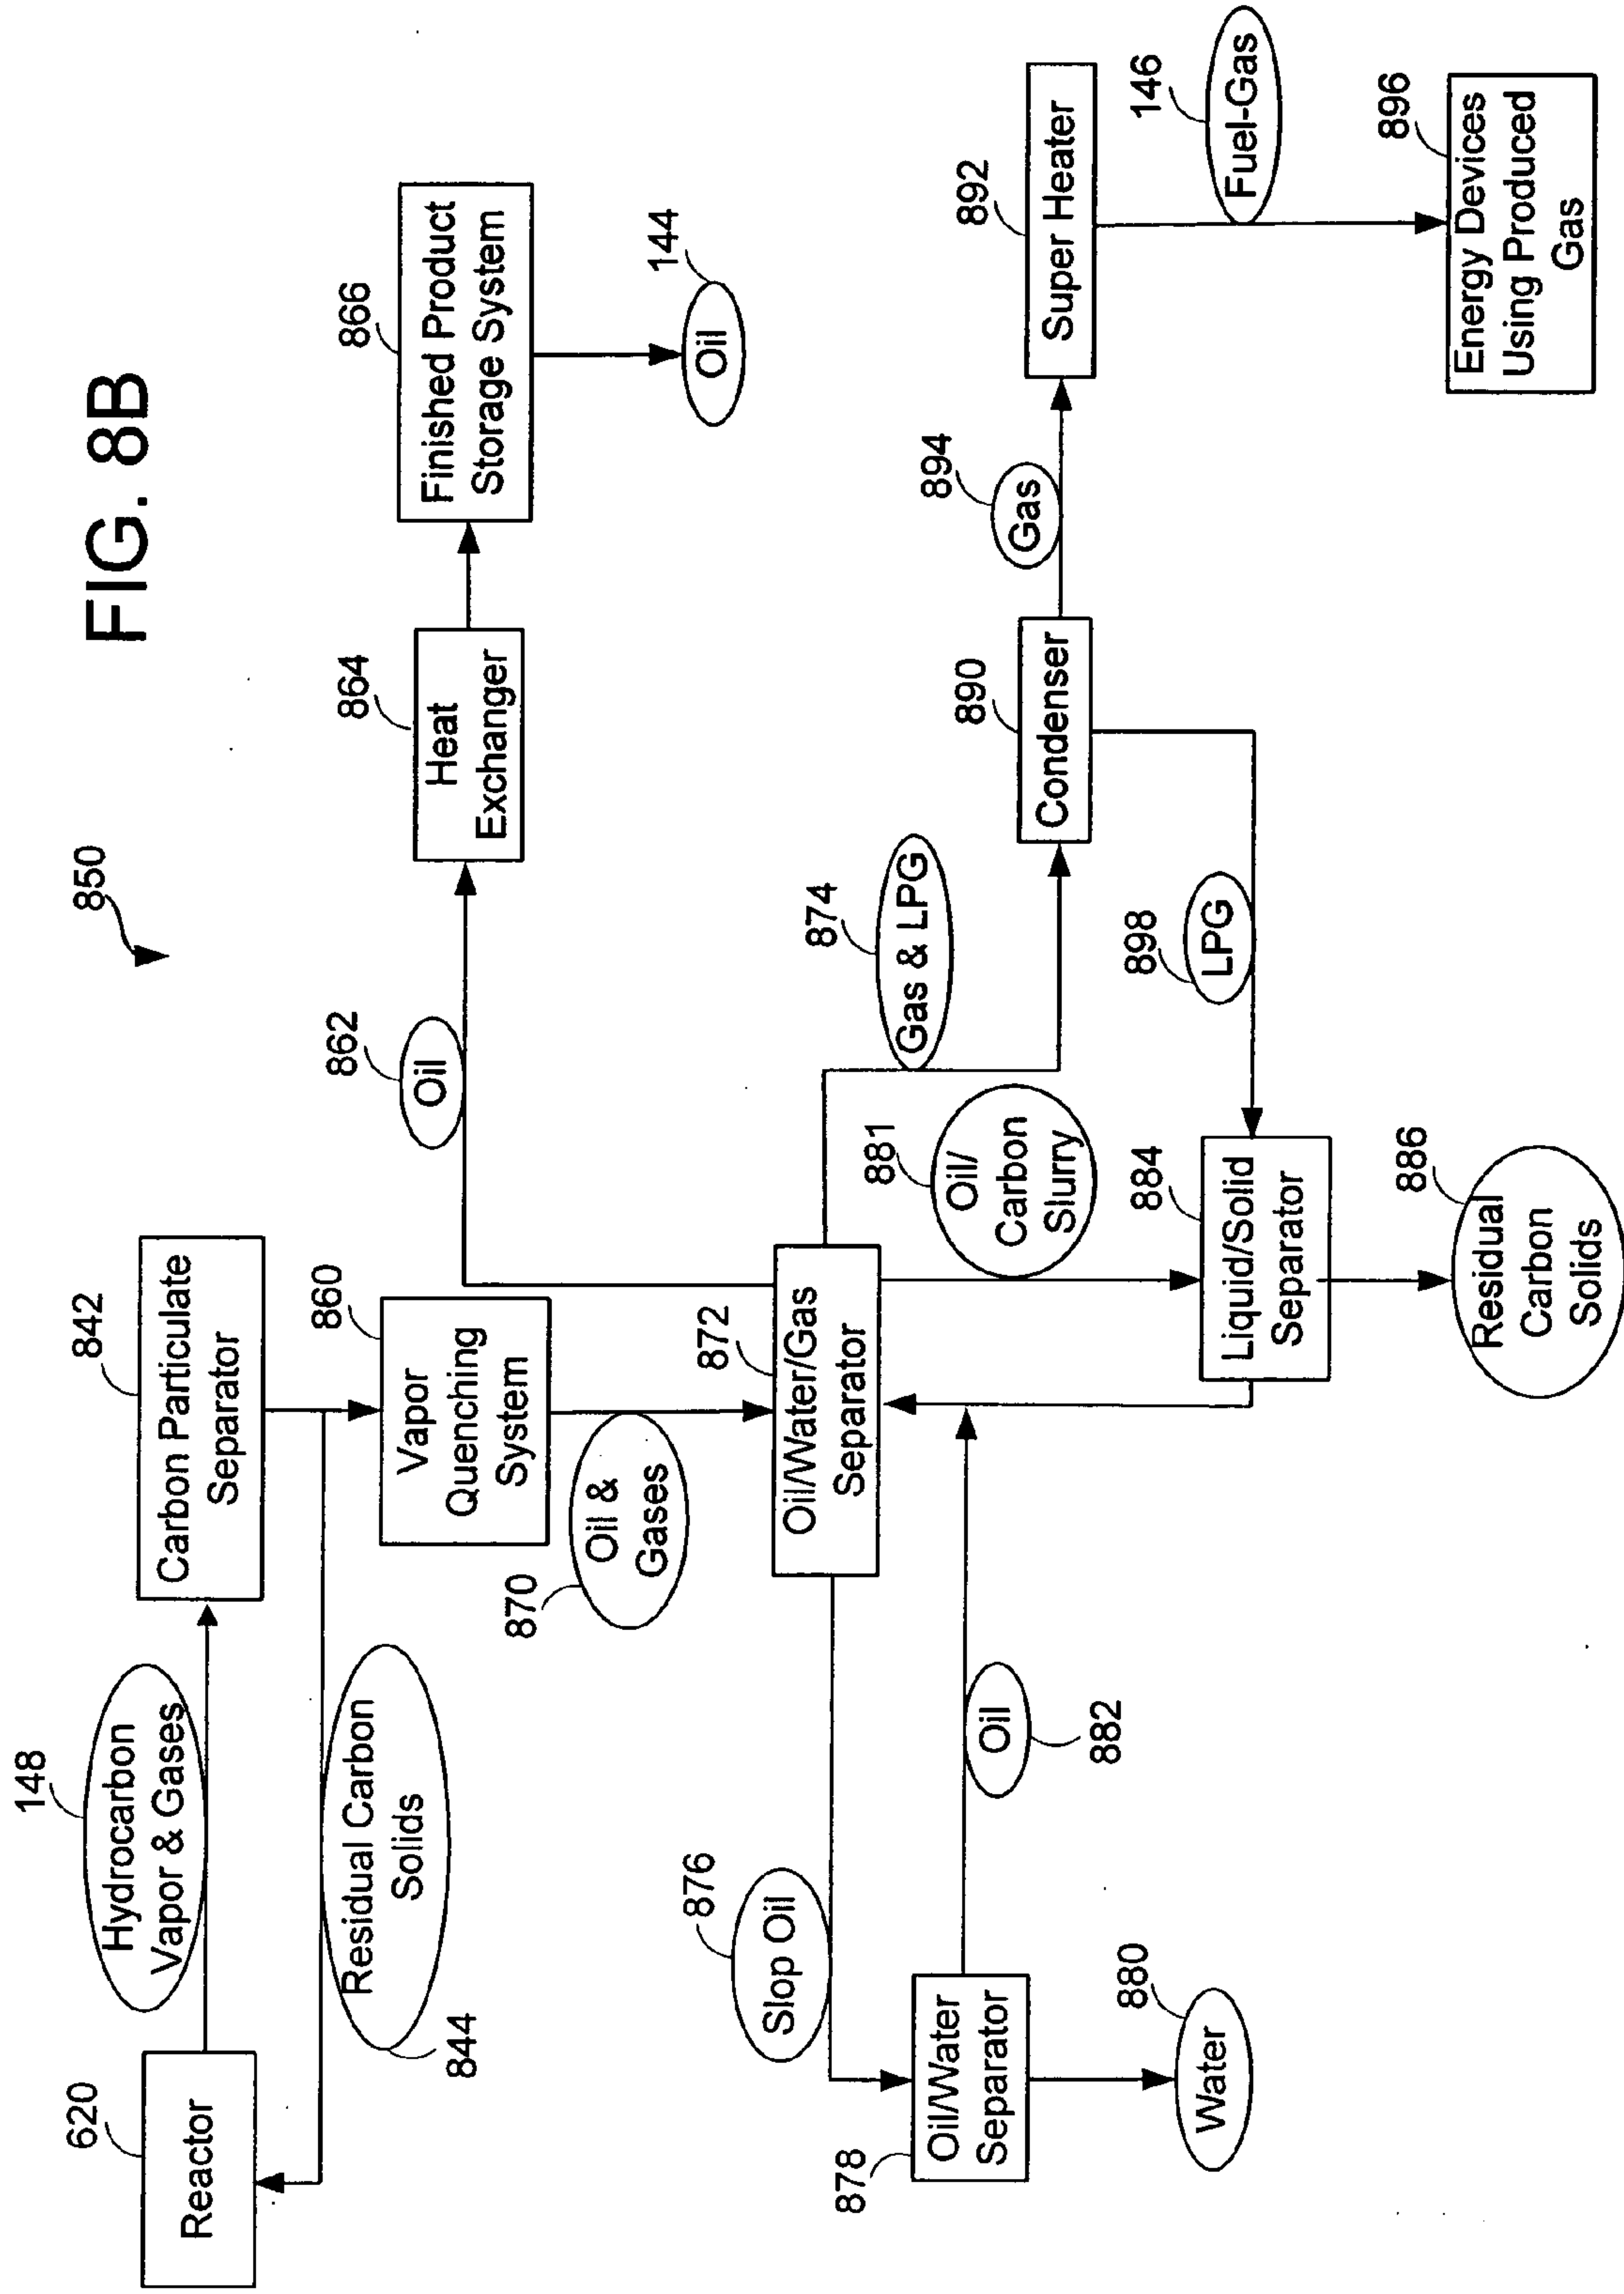 FIG. 8B
850
620
Reactor
148
Hydrocarbon
Vapor & Gases
844
Residual Carbon
Solids
842
Carbon Particulate
Separator
860
Vapor
Quenching
System
870
Oil &
Gases
862
Oil
864
Heat
Exchanger
866
Finished Product
Storage System
144
Oil
872
Oil/Water/Gas
Separator
876
Slop Oil
878
Oil/Water
Separator
880
Water
882
Oil
881
Oil/
Carbon
Slurry
884
Liquid/Solid
Separator
886
Residual
Carbon
Solids
874
Gas & LPG
890
Condenser
898
LPG
894
Gas
892
Super Heater
146
Fuel-Gas
896
Energy Devices
Using Produced
Gas